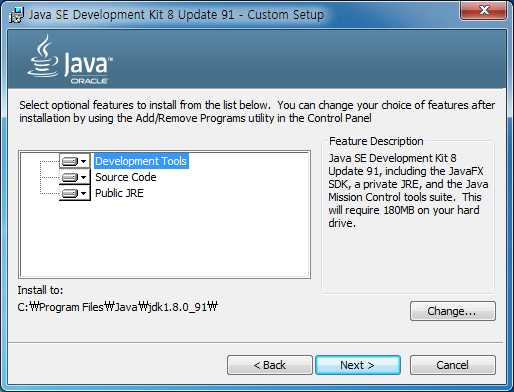 Java SE Development Kit 8 Update 91 - Custom Setup
Java™
ORACLE
Select optional features to install from the list below. You can change your choice of features after
installation by using the Add/Remove Programs utility in the Control Panel
Development Tools
Source Code
Public JRE
Feature Description
Java SE Development Kit 8
Update 91, including the JavaFX
SDK, a private JRE, and the Java
Mission Control tools suite. This
will require 180MB on your hard
drive.
Install to:
C:₩Program Files₩Java₩jdk1.8.0_91₩
Change...
< Back
Next >
Cancel